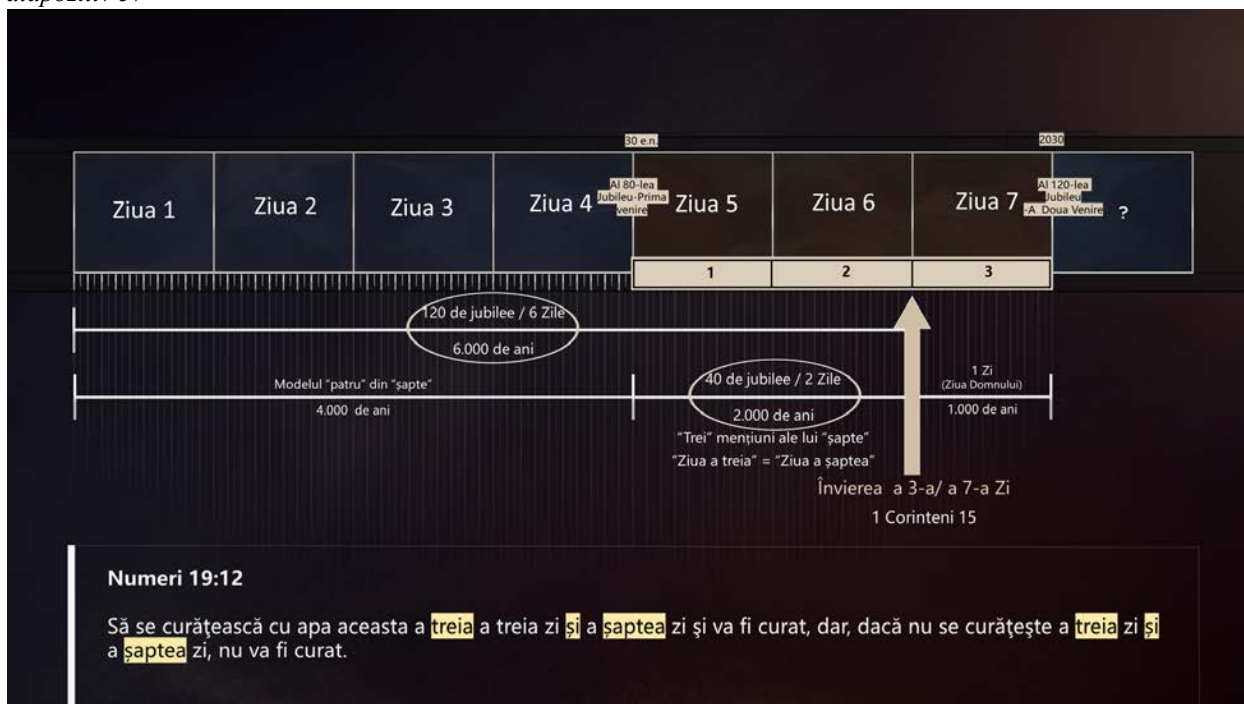 30 e.n.
2030
Ziua 1
Ziua 2
Ziua 3
Ziua 4
Al 80-lea
Jubileu-Prima
venire
Ziua 5
Ziua 6
Ziua 7
Al 120-lea
Jubileu
-A Doua Venire
?
1
2
3
120 de jubilee / 6 Zile
6.000 de ani
Modelul "patru" din "șapte"
4.000 de ani
40 de jubilee / 2 Zile
2.000 de ani
1 Zi
(Ziua Domnului)
1.000 de ani
"Trei" mențiuni ale lui "șapte"
"Ziua a treia" = "Ziua a șaptea"
Învierea a 3-a/ a 7-a Zi
1 Corinteni 15
Numeri 19:12
Să se curăţească cu apa aceasta a treia a treia zi și a șaptea zi şi va fi curat, dar, dacă nu se curăţeşte a treia zi și
a șaptea zi, nu va fi curat.